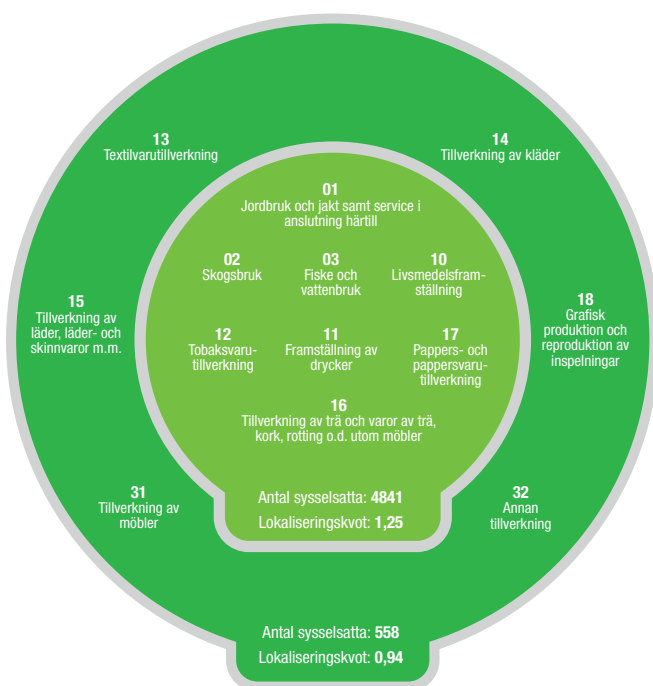 13
Textilvarutillverkning
14
Tillverkning av kläder
01
Jordbruk och jakt samt service i
anslutning härtill
02
Skogsbruk
03
Fiske och
vattenbruk
10
Livsmedelsfram-
ställning
15
Tillverkning av
läder, läder- och
skinnvaror m.m.
18
Grafisk
produktion och
reproduktion av
inspelningar
12
Tobaksvaru-
tillverkning
11
Framställning av
drycker
17
Pappers- och
pappersvaru-
tillverkning
16
Tillverkning av trä och varor av trä,
kork, rotting o.d. utom möbler
31
Tillverkning av
möbler
32
Annan
tillverkning
Antal sysselsatta: 4841
Lokaliseringskvot: 1,25
Antal sysselsatta: 558
Lokaliseringskvot: 0,94